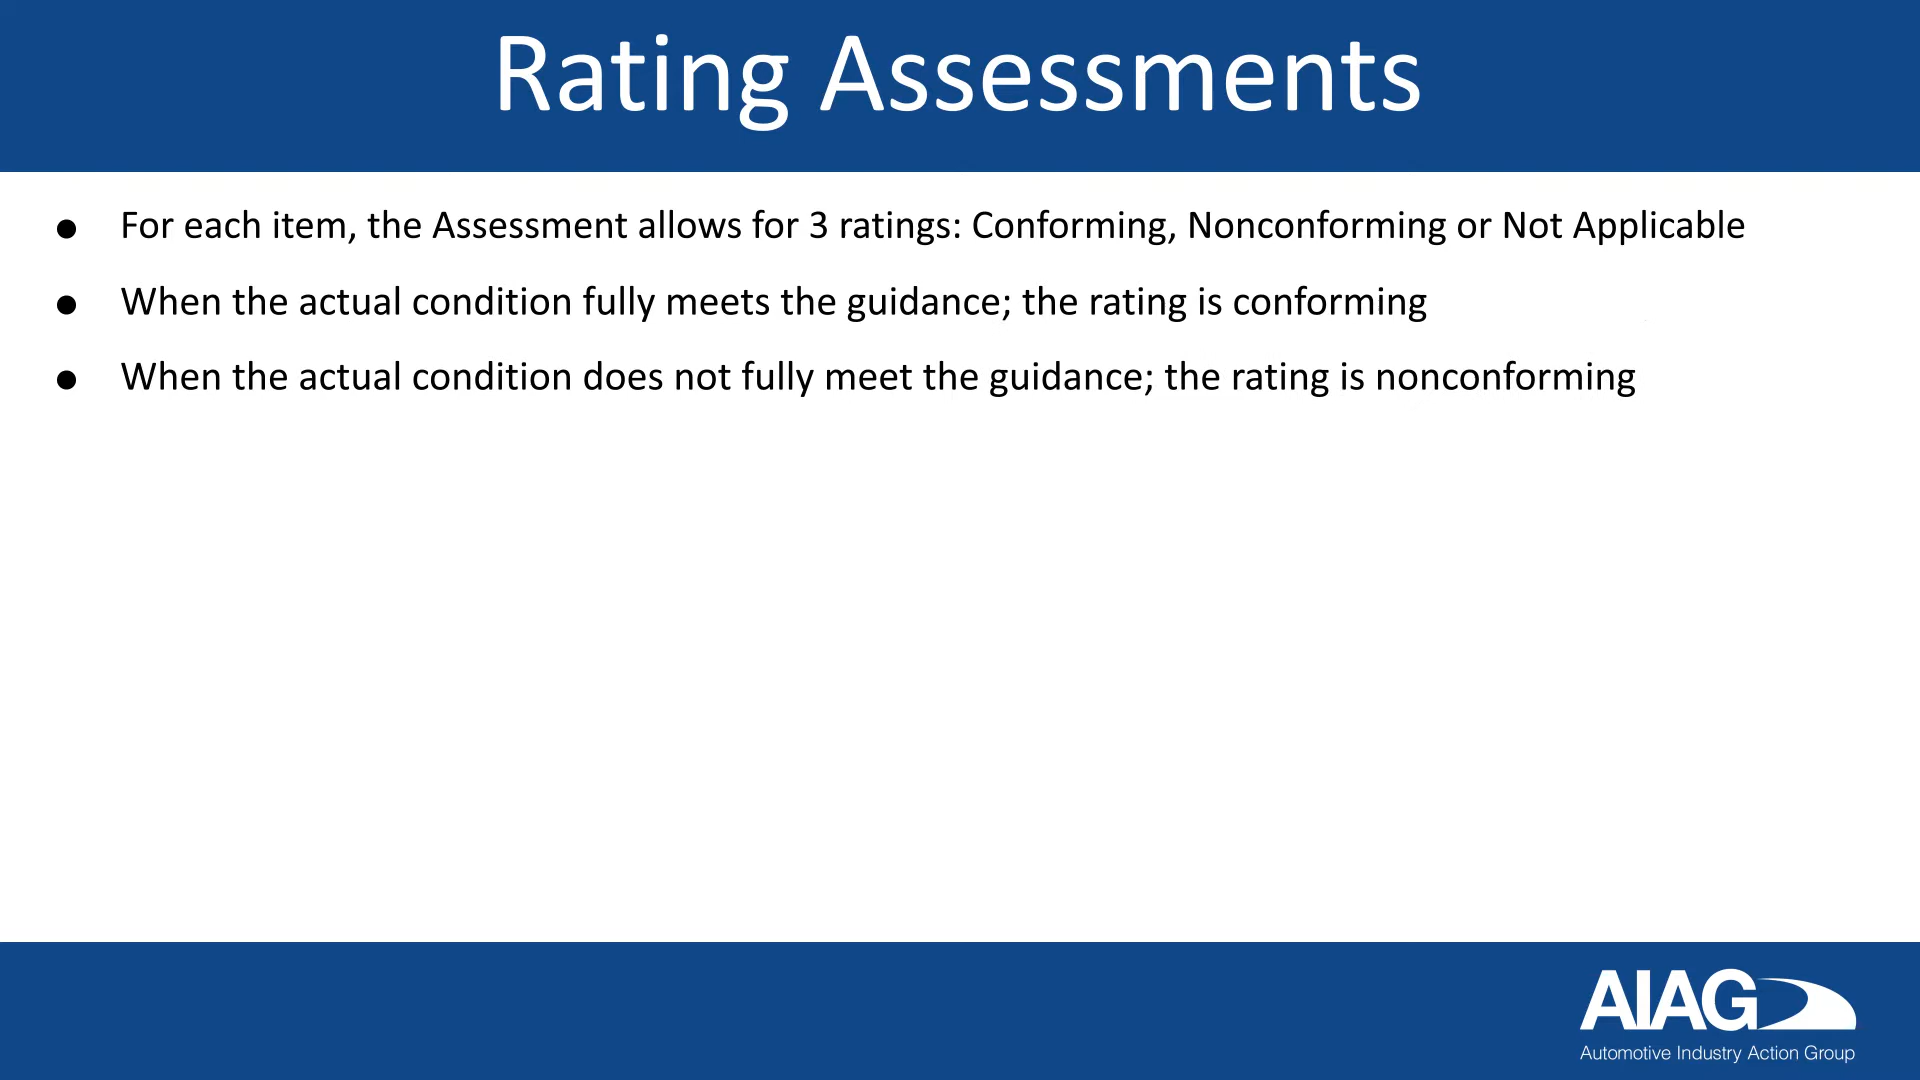 Rating Assessments
● For each item, the Assessment allows for 3 ratings: Conforming, Nonconforming or Not Applicable
● When the actual condition fully meets the guidance; the rating is conforming
● When the actual condition does not fully meet the guidance; the rating is nonconforming
AIAG
Automotive Industry Action Group